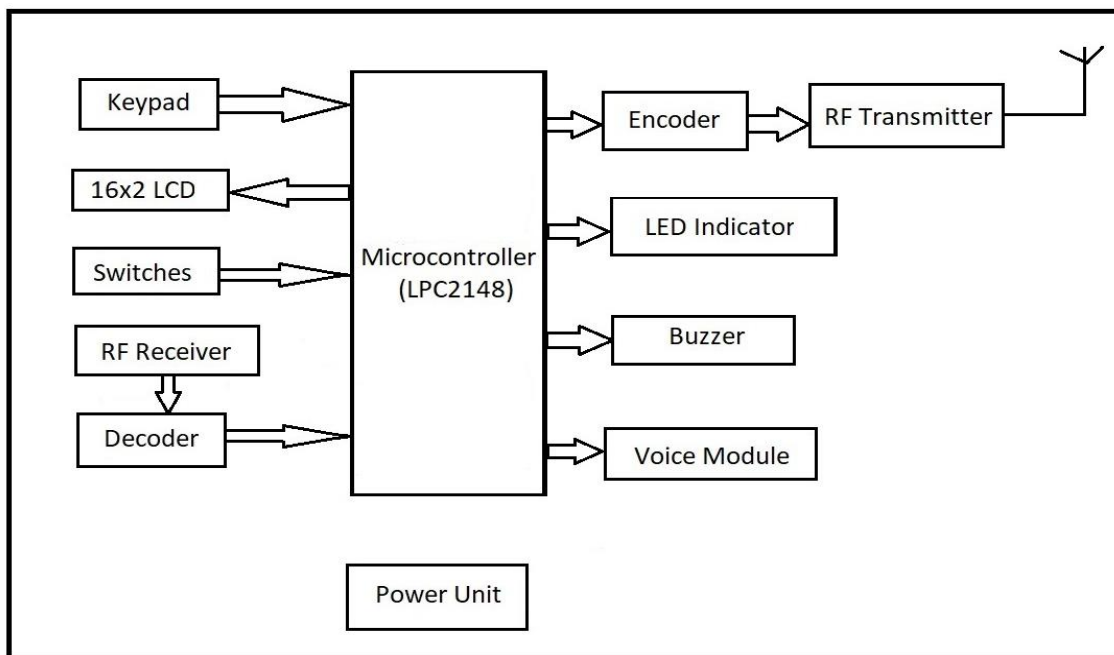 Keypad
16x2 LCD
Switches
RF Receiver
Decoder
Microcontroller
(LPC2148)
Encoder
RF Transmitter
LED Indicator
Buzzer
Voice Module
Power Unit